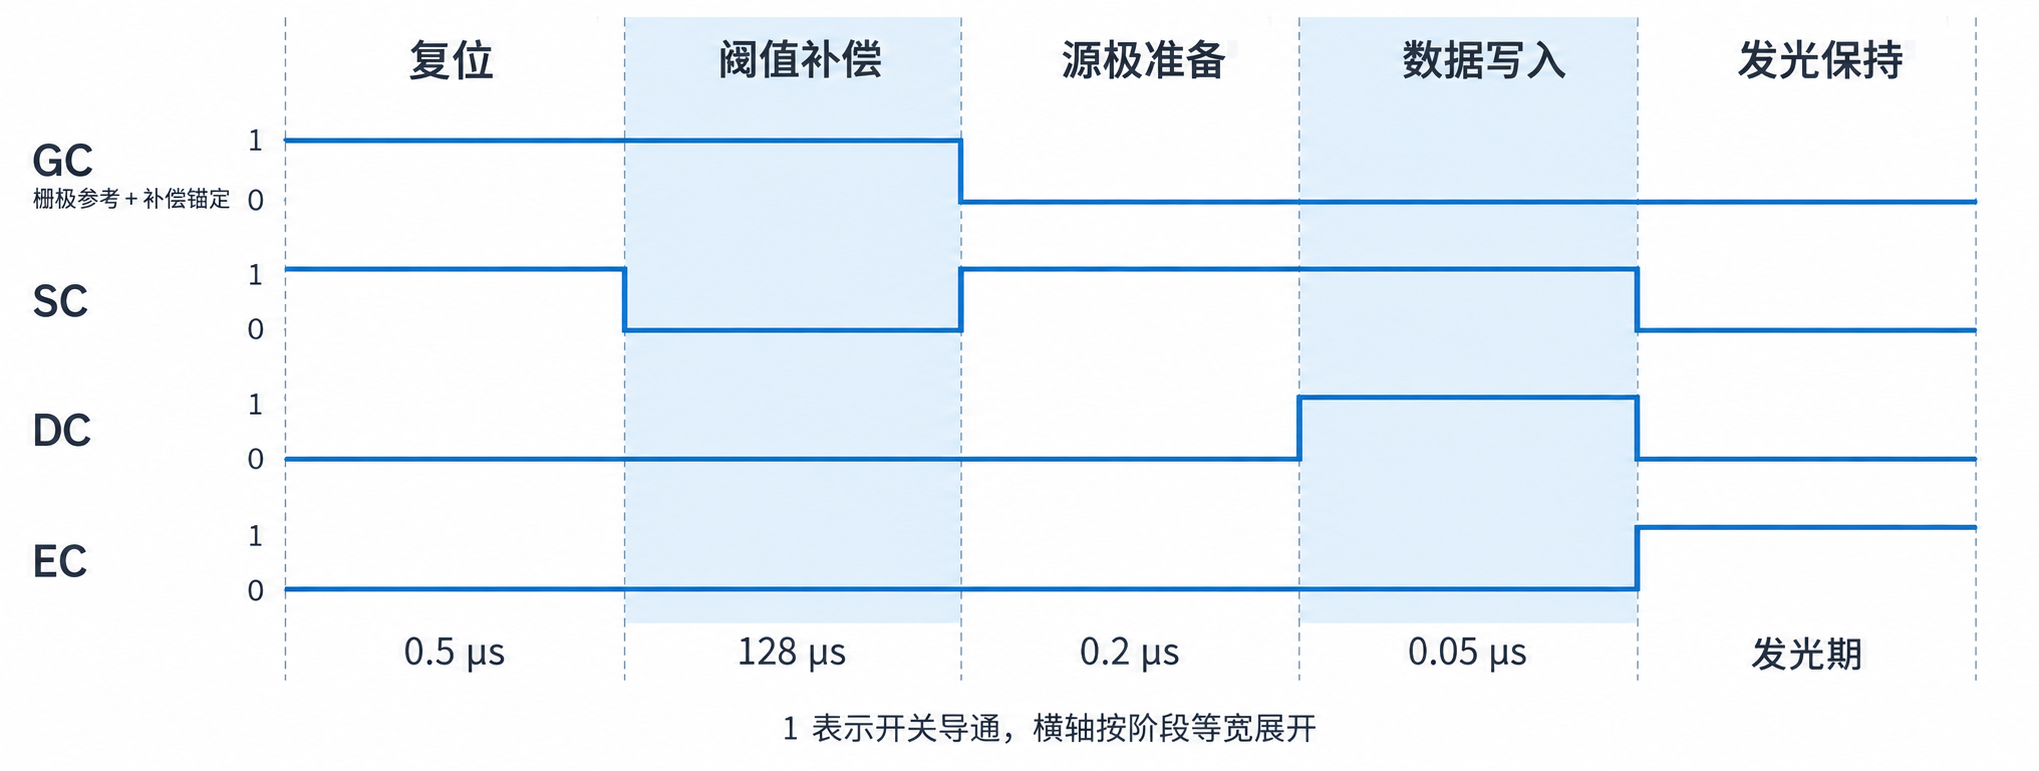 复位 阈值补偿 源极准备 数据写入 发光保持
GC 1
栅极参考 + 补偿锚定 0
SC 1
0
DC 1
0
EC 1
0
0.5 μs 128 μs 0.2 μs 0.05 μs 发光期
1 表示开关导通，横轴按阶段等宽展开